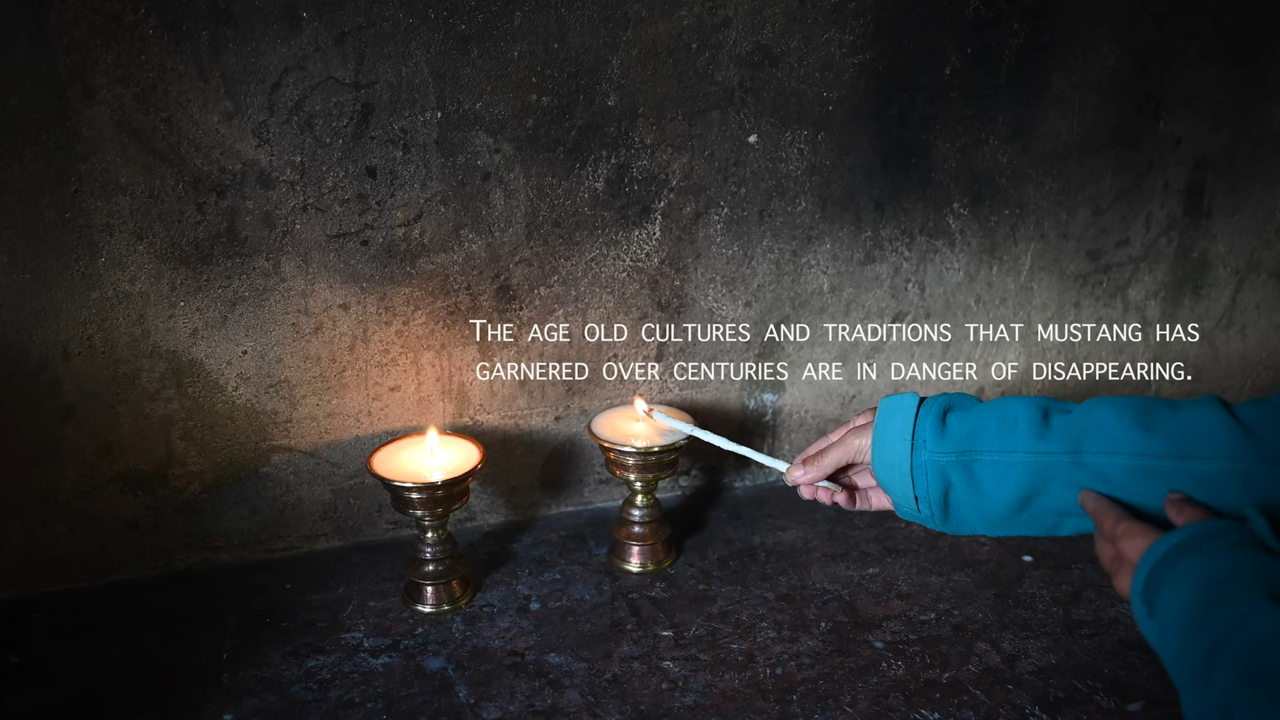 The age old cultures and traditions that mustang has
garnered over centuries are in danger of disappearing.